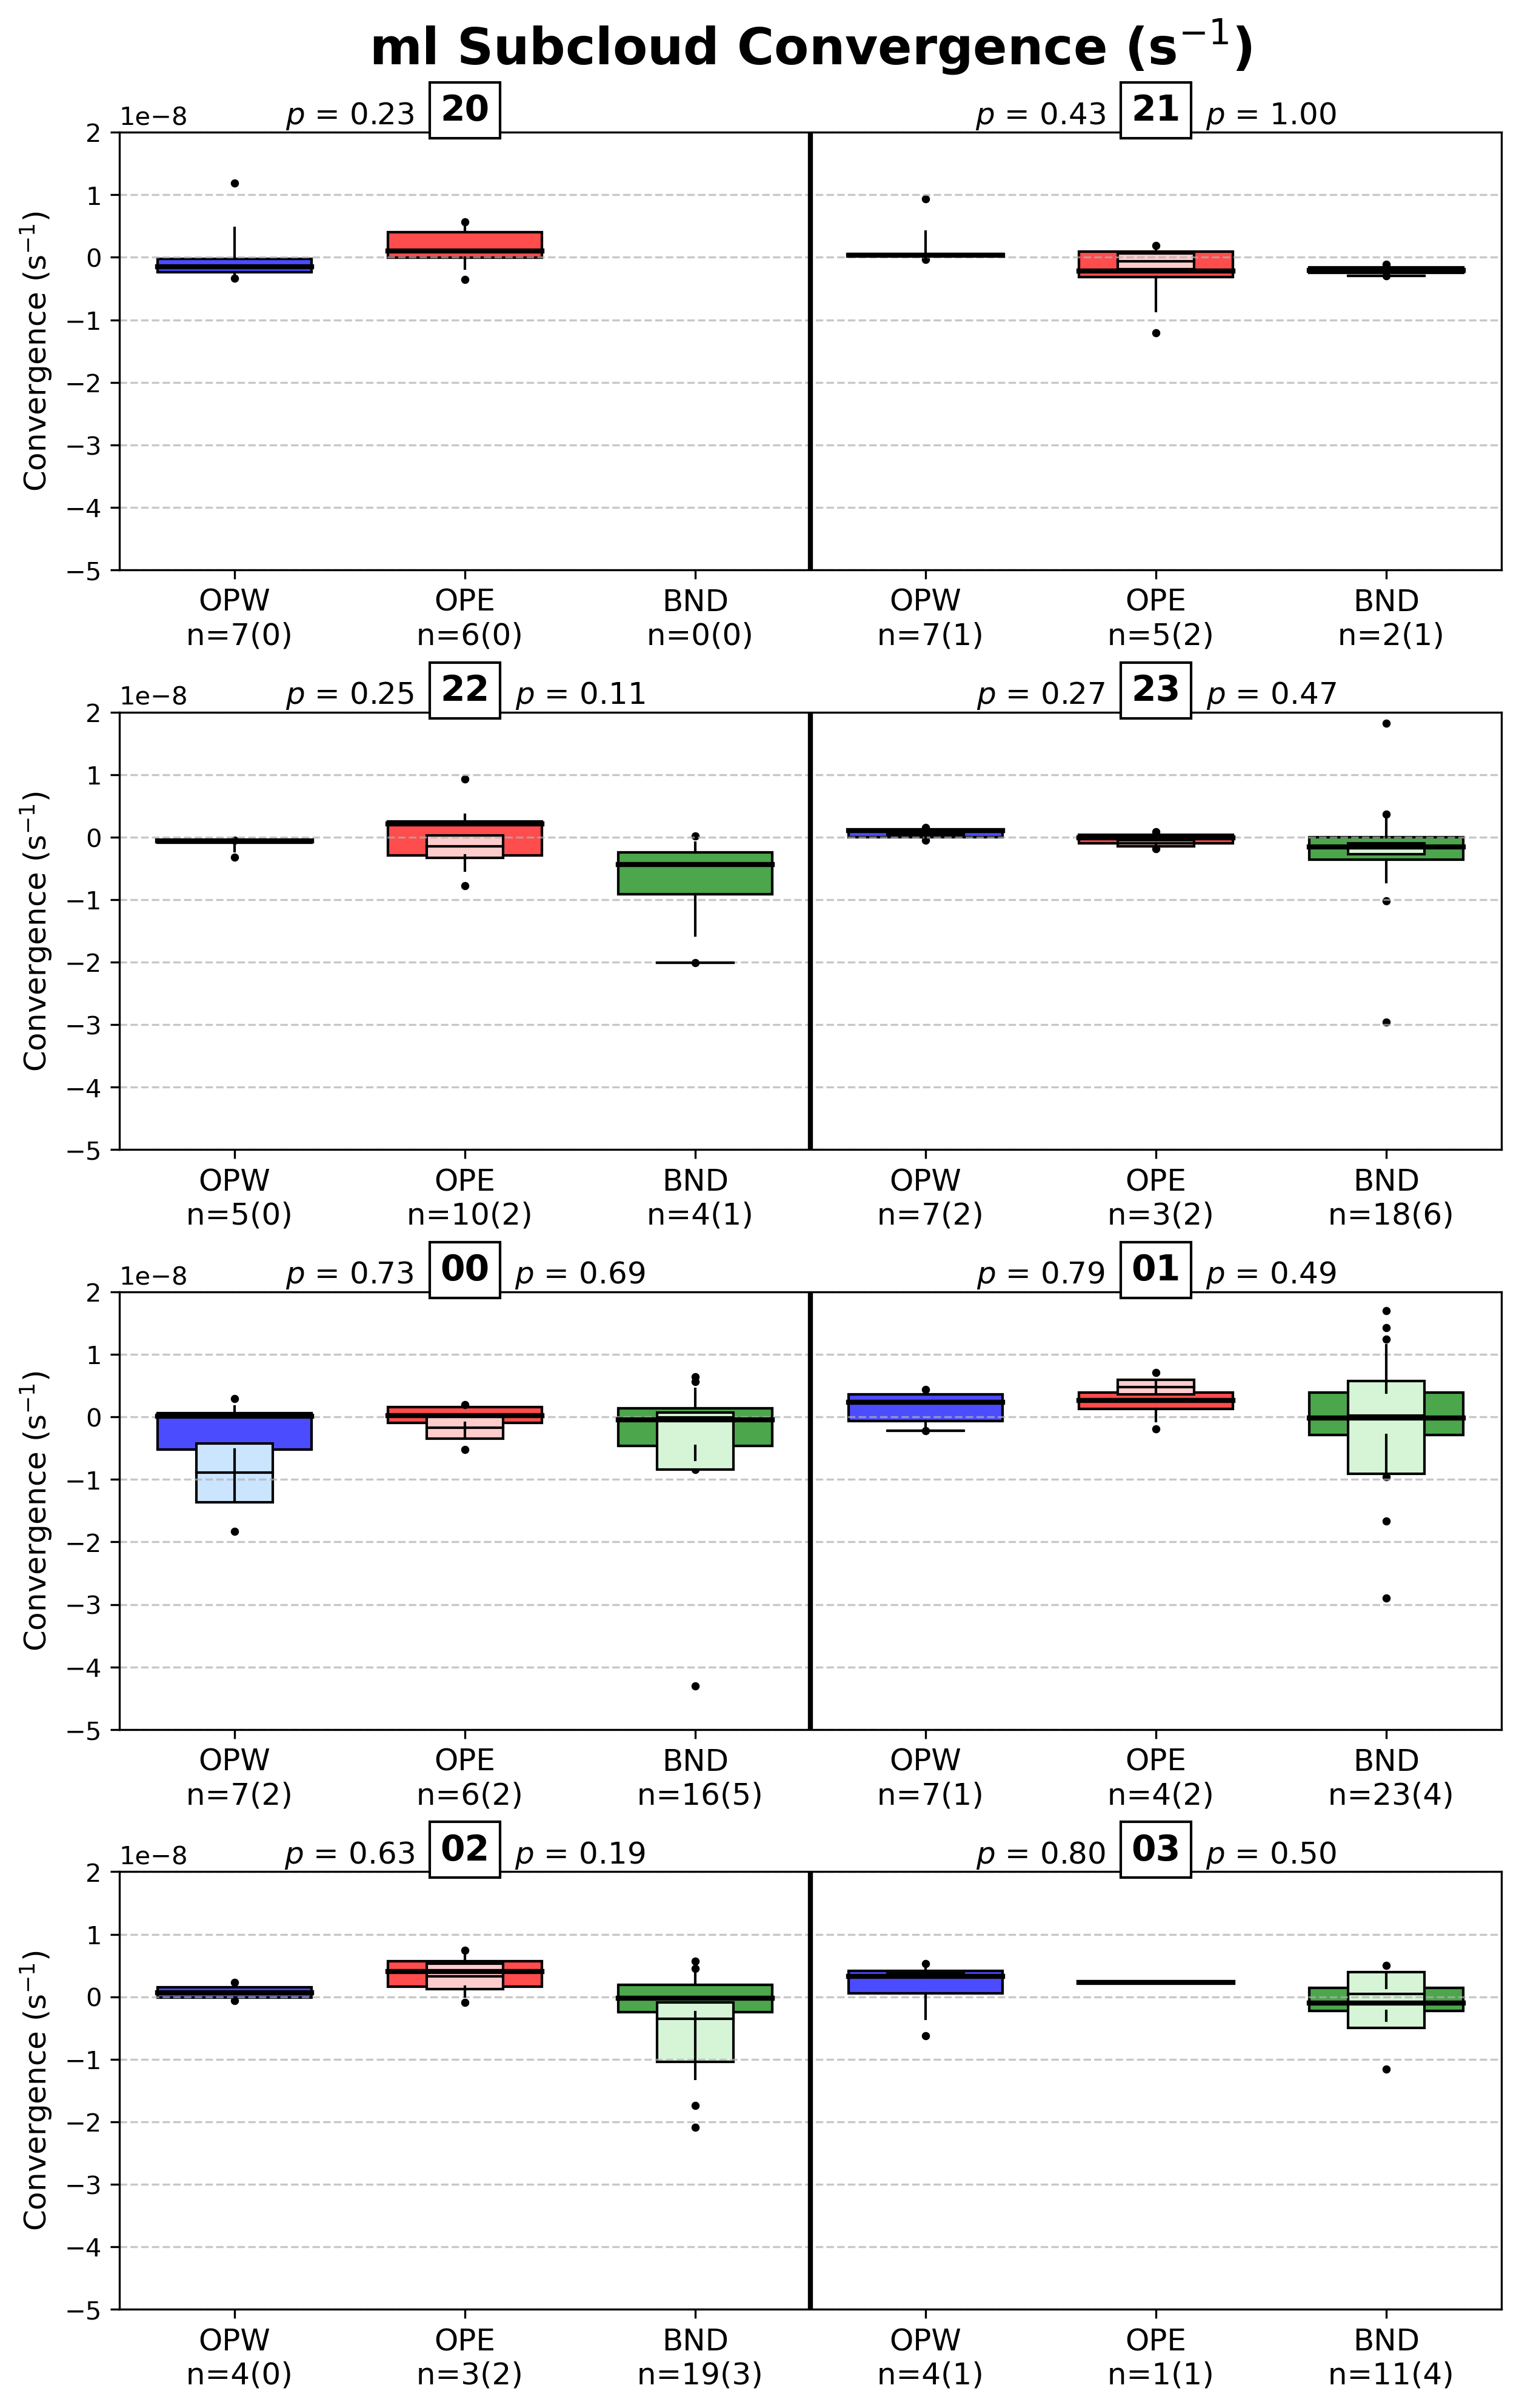 ml Subcloud Convergence (s⁻¹)
1e−8 p = 0.23 20 p = 0.43 21 p = 1.00
2
1
0
−1
−2
−3
−4
−5
Convergence (s⁻¹)
OPW OPE BND OPW OPE BND
n=7(0) n=6(0) n=0(0) n=7(1) n=5(2) n=2(1)
1e−8 p = 0.25 22 p = 0.11 p = 0.27 23 p = 0.47
2
1
0
−1
−2
−3
−4
−5
Convergence (s⁻¹)
OPW OPE BND OPW OPE BND
n=5(0) n=10(2) n=4(1) n=7(2) n=3(2) n=18(6)
1e−8 p = 0.73 00 p = 0.69 p = 0.79 01 p = 0.49
2
1
0
−1
−2
−3
−4
−5
Convergence (s⁻¹)
OPW OPE BND OPW OPE BND
n=7(2) n=6(2) n=16(5) n=7(1) n=4(2) n=23(4)
1e−8 p = 0.63 02 p = 0.19 p = 0.80 03 p = 0.50
2
1
0
−1
−2
−3
−4
−5
Convergence (s⁻¹)
OPW OPE BND OPW OPE BND
n=4(0) n=3(2) n=19(3) n=4(1) n=1(1) n=11(4)